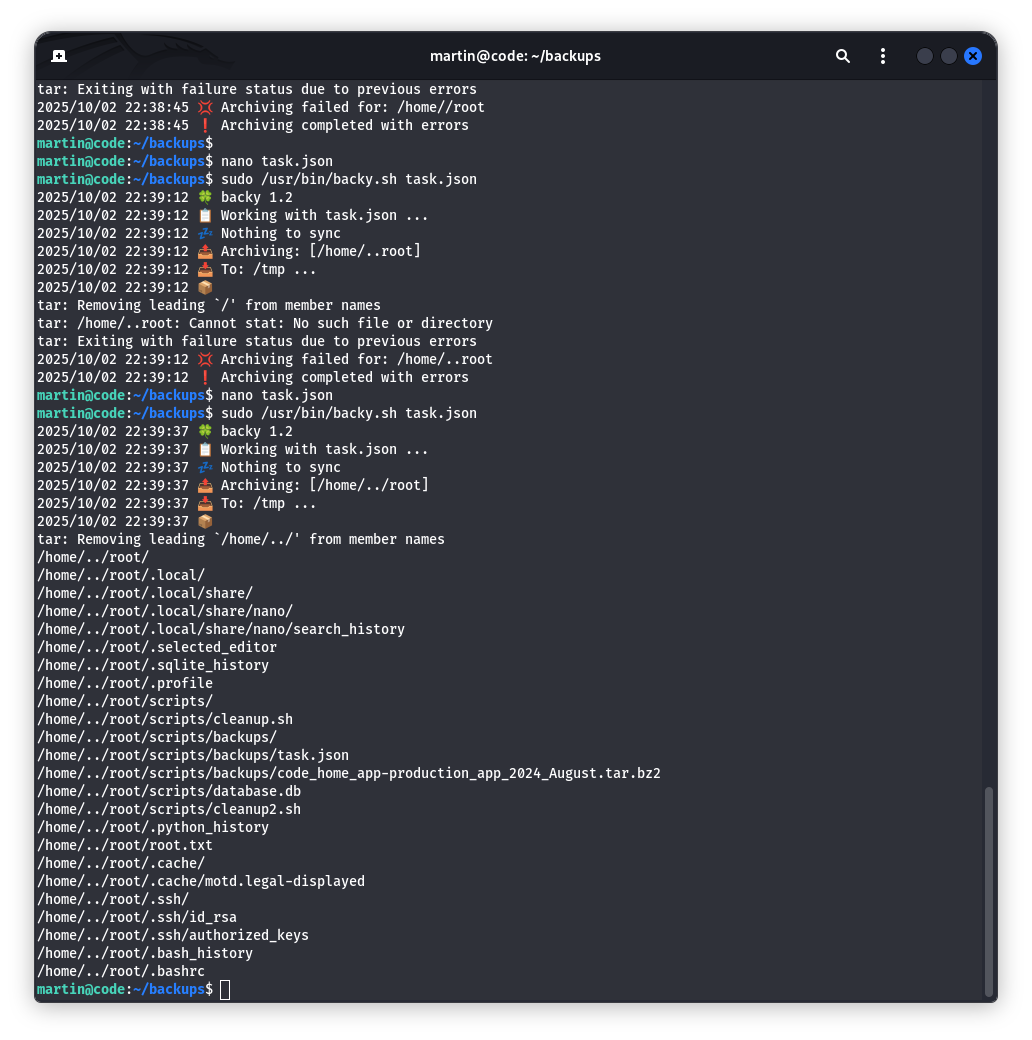 martin@code: ~/backups
tar: Exiting with failure status due to previous errors
2025/10/02 22:38:45 💢 Archiving failed for: /home//root
2025/10/02 22:38:45 ❗ Archiving completed with errors
martin@code:~/backups$
martin@code:~/backups$ nano task.json
martin@code:~/backups$ sudo /usr/bin/backy.sh task.json
2025/10/02 22:39:12 🍀 backy 1.2
2025/10/02 22:39:12 📋 Working with task.json ...
2025/10/02 22:39:12 💤 Nothing to sync
2025/10/02 22:39:12 📤 Archiving: [/home/..root]
2025/10/02 22:39:12 📥 To: /tmp ...
2025/10/02 22:39:12 📦
tar: Removing leading `/' from member names
tar: /home/..root: Cannot stat: No such file or directory
tar: Exiting with failure status due to previous errors
2025/10/02 22:39:12 💢 Archiving failed for: /home/..root
2025/10/02 22:39:12 ❗ Archiving completed with errors
martin@code:~/backups$ nano task.json
martin@code:~/backups$ sudo /usr/bin/backy.sh task.json
2025/10/02 22:39:37 🍀 backy 1.2
2025/10/02 22:39:37 📋 Working with task.json ...
2025/10/02 22:39:37 💤 Nothing to sync
2025/10/02 22:39:37 📤 Archiving: [/home/../root]
2025/10/02 22:39:37 📥 To: /tmp ...
2025/10/02 22:39:37 📦
tar: Removing leading `/home/../' from member names
/home/../root/
/home/../root/.local/
/home/../root/.local/share/
/home/../root/.local/share/nano/
/home/../root/.local/share/nano/search_history
/home/../root/.selected_editor
/home/../root/.sqlite_history
/home/../root/.profile
/home/../root/scripts/
/home/../root/scripts/cleanup.sh
/home/../root/scripts/backups/
/home/../root/scripts/backups/task.json
/home/../root/scripts/backups/code_home_app-production_app_2024_August.tar.bz2
/home/../root/scripts/database.db
/home/../root/scripts/cleanup2.sh
/home/../root/.python_history
/home/../root/root.txt
/home/../root/.cache/
/home/../root/.cache/motd.legal-displayed
/home/../root/.ssh/
/home/../root/.ssh/id_rsa
/home/../root/.ssh/authorized_keys
/home/../root/.bash_history
/home/../root/.bashrc
martin@code:~/backups$